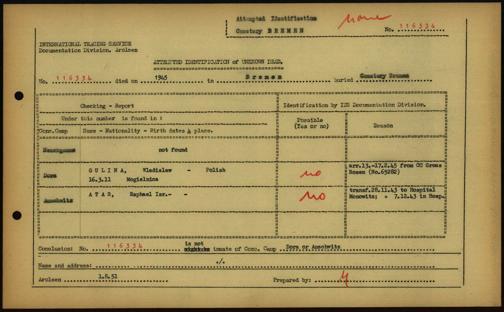 Attempted Identification
Cemetery BREMEN
None
No. 116334
INTERNATIONAL TRACING SERVICE
Documentation Division, Arolsen
ATTEMPTED IDENTIFICATION of UNKNOWN DEAD.
No. 116334 died on 1945 in Bremen buried Cemetery Bremen
Checking - Report
Identification by ITS Documentation Division.
Under this number is found in:
Possible
(Yes or no)
Reason
Conc.Camp
Name - Nationality - Birth dates & place.
Neuengamme
not found
Dora
GULINA, Wladislaw - Polish
16.3.11 Mogielnica
no
arr.13.-17.2.45 from CC Gross
Rosen (No.69282)
Auschwitz
ATAS, Raphael Isr.- -
no
transf.28.11.43 to Hospital
Monowitz; + 7.12.43 in Hosp.
Conclusion: No. 116334 is not inmate of Conc. Camp Dora or Auschwitz
Name and address: ./.
Arolsen 1.8.51
Prepared by: